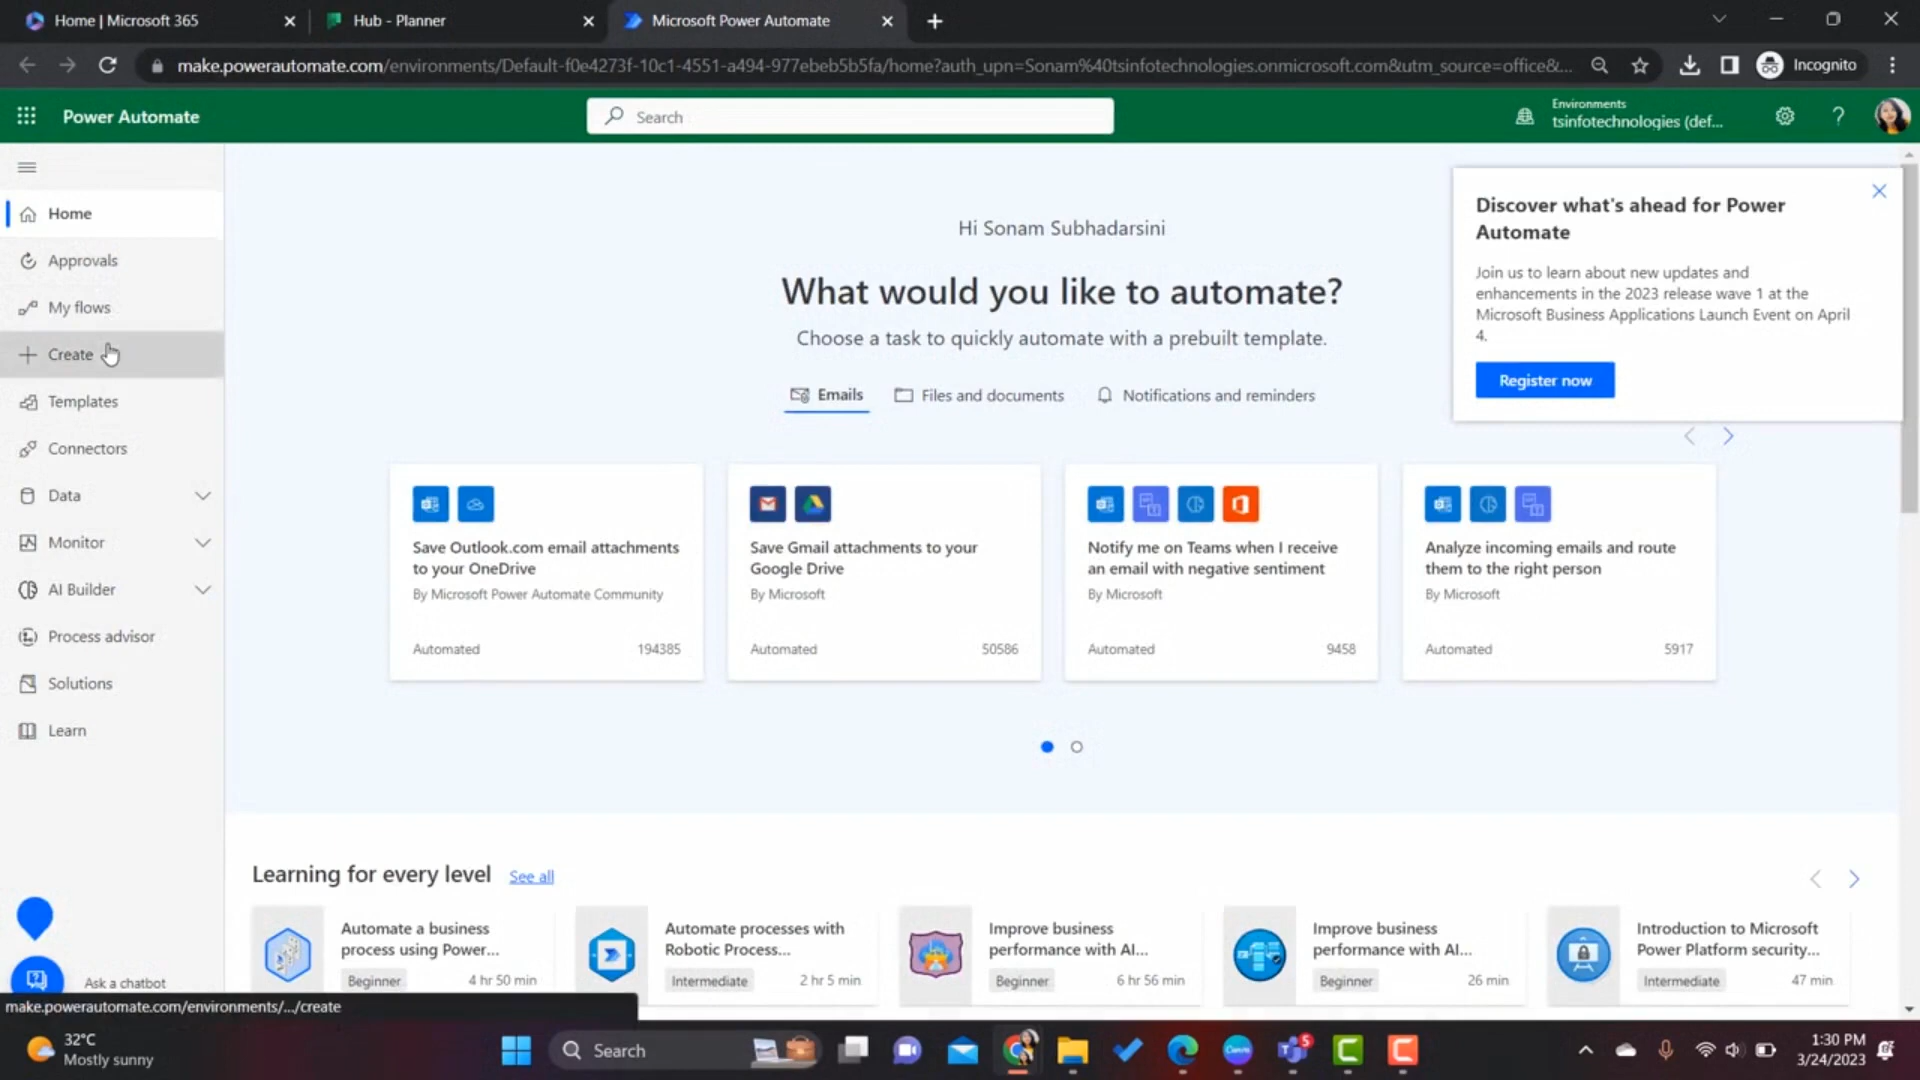 Home | Microsoft 365
Hub - Planner
Microsoft Power Automate
make.powerautomate.com/environments/Default-f0e4273f-10c1-4551-a494-977ebeb5b5fa/home?auth_upn=Sonam%40tsinfotechnologies.onmicrosoft.com&utm_source=office&...
Incognito
Power Automate
Search
Environments
tsinfotechnologies (def...
Home
Approvals
My flows
Create
Templates
Connectors
Data
Monitor
AI Builder
Process advisor
Solutions
Learn
Ask a chatbot
Hi Sonam Subhadarsini
What would you like to automate?
Choose a task to quickly automate with a prebuilt template.
Emails
Files and documents
Notifications and reminders
Discover what's ahead for Power
Automate
Join us to learn about new updates and
enhancements in the 2023 release wave 1 at the
Microsoft Business Applications Launch Event on April
4.
Register now
Save Outlook.com email attachments
to your OneDrive
By Microsoft Power Automate Community
Automated 194385
Save Gmail attachments to your
Google Drive
By Microsoft
Automated 50586
Notify me on Teams when I receive
an email with negative sentiment
By Microsoft
Automated 9458
Analyze incoming emails and route
them to the right person
By Microsoft
Automated 5917
Learning for every level See all
Automate a business
process using Power...
Beginner 4 hr 50 min
Automate processes with
Robotic Process...
Intermediate 2 hr 5 min
Improve business
performance with AI...
Beginner 6 hr 56 min
Improve business
performance with AI...
Beginner 26 min
Introduction to Microsoft
Power Platform security...
Intermediate 47 min
make.powerautomate.com/environments/.../create
32°C
Mostly sunny
Search
Canva
5
1:30 PM
3/24/2023